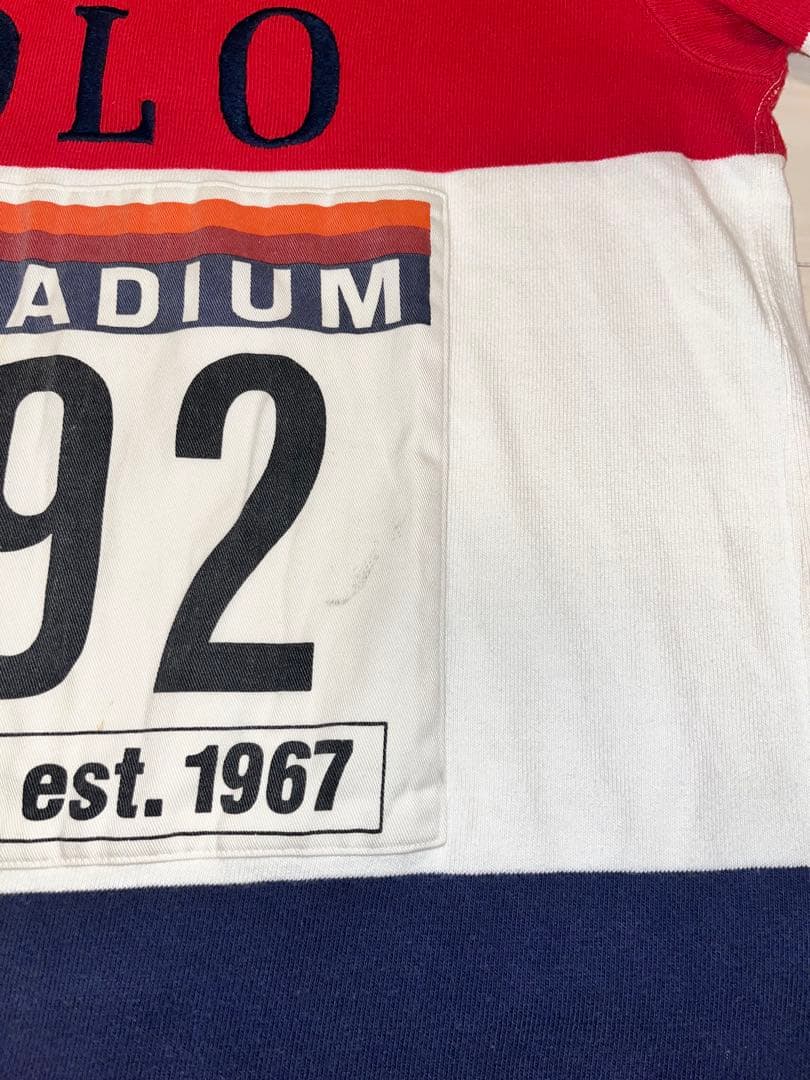 OLO
ADIUM
92
est. 1967